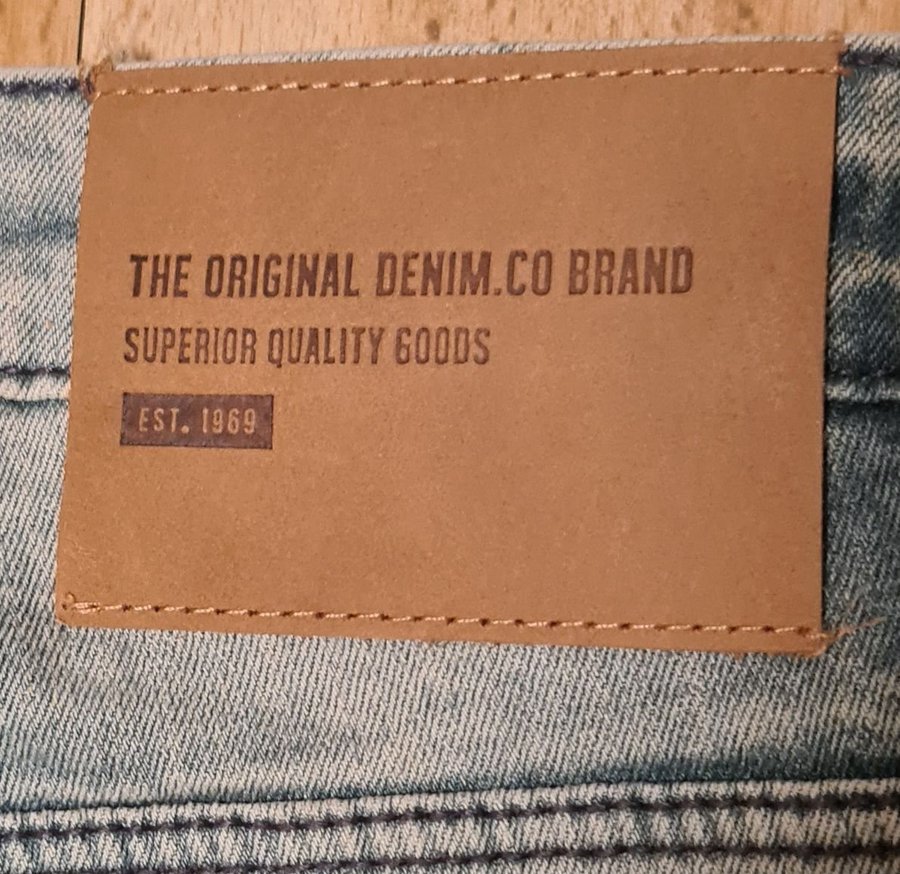 THE ORIGINAL DENIM.CO BRAND
SUPERIOR QUALITY GOODS
EST. 1969